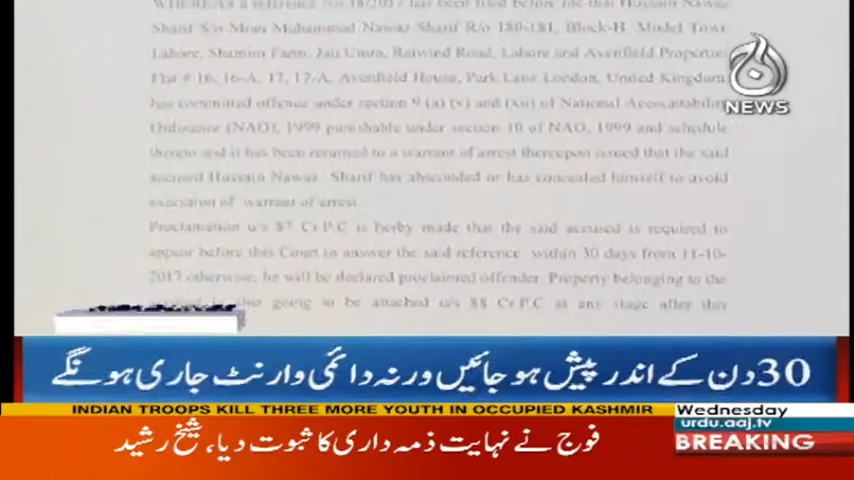 WHEREAS a reference No.18/2017 has been filed before me that Hussain Nawaz
Sharif S/o Mian Muhammad Nawaz Sharif R/o 180-181, Block-H, Model Town
Lahore, Shamim Farm, Jati Umra, Raiwind Road, Lahore and Avenfield Properties
Flat # 16, 16-A, 17, 17-A, Avenfield House, Park Lane London, United Kingdom
has committed offence under section 9 (a) (v) and (xii) of National Accountability
Ordinance (NAO), 1999 punishable under section 10 of NAO, 1999 and schedule
thereto and it has been returned to a warrant of arrest thereupon issued that the said
accused Hussain Nawaz Sharif has absconded or has concealed himself to avoid
execution of warrant of arrest.
Proclamation u/s 87 Cr.P.C is herby made that the said accused is required to
appear before this Court to answer the said reference within 30 days from 11-10-
2017 otherwise, he will be declared proclaimed offender. Property belonging to the
also going to be attached u/s 88 Cr.P.C at any stage after this
NEWS
30 دن کے اندر پیش ہو جائیں ورنہ دائمی وارنٹ جاری ہونگے
INDIAN TROOPS KILL THREE MORE YOUTH IN OCCUPIED KASHMIR
Wednesday
urdu.aaj.tv
BREAKING
فوج نے نہایت ذمہ داری کا ثبوت دیا، شیخ رشید